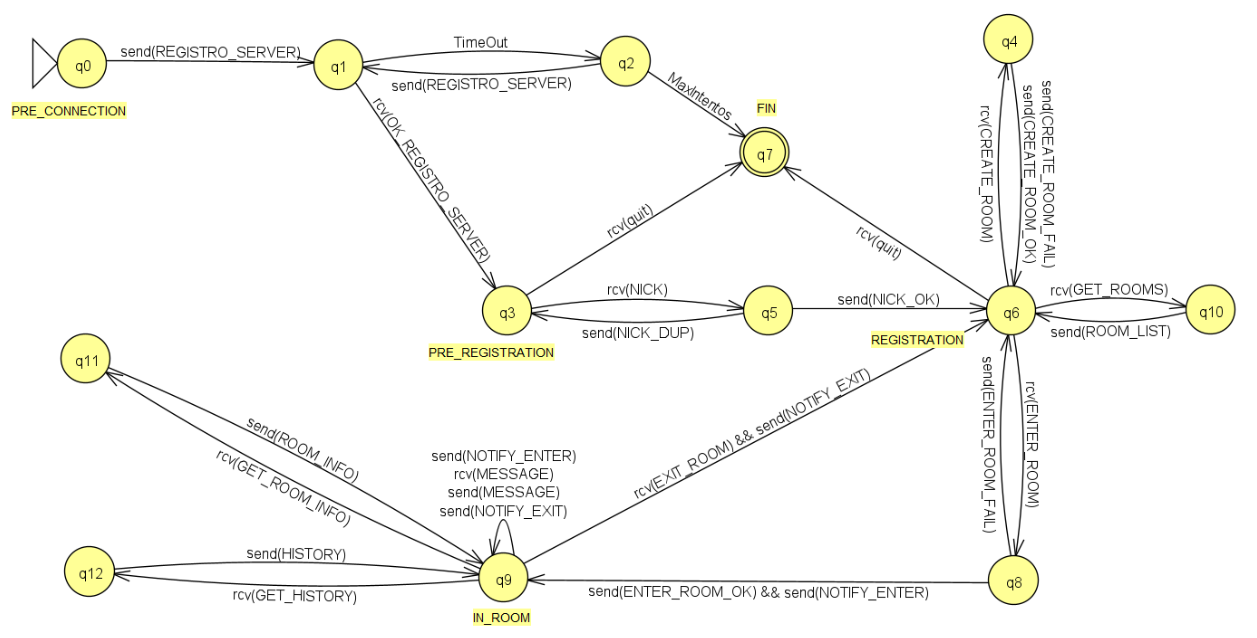 q0
PRE_CONNECTION
send(REGISTRO_SERVER)
q1
TimeOut
send(REGISTRO_SERVER)
q2
MaxIntentos
FIN
q7
rcv(OK_REGISTRO_SERVER)
q3
PRE_REGISTRATION
rcv(quit)
rcv(NICK)
send(NICK_DUP)
q5
send(NICK_OK)
rcv(quit)
q4
rcv(CREATE_ROOM)
send(CREATE_ROOM_FAIL)
send(CREATE_ROOM_OK)
q6
REGISTRATION
rcv(GET_ROOMS)
send(ROOM_LIST)
q10
send(ENTER_ROOM_FAIL)
rcv(ENTER_ROOM)
q8
send(ENTER_ROOM_OK) && send(NOTIFY_ENTER)
rcv(EXIT_ROOM) && send(NOTIFY_EXIT)
q11
send(ROOM_INFO)
rcv(GET_ROOM_INFO)
send(NOTIFY_ENTER)
rcv(MESSAGE)
send(MESSAGE)
send(NOTIFY_EXIT)
q12
send(HISTORY)
rcv(GET_HISTORY)
q9
IN_ROOM